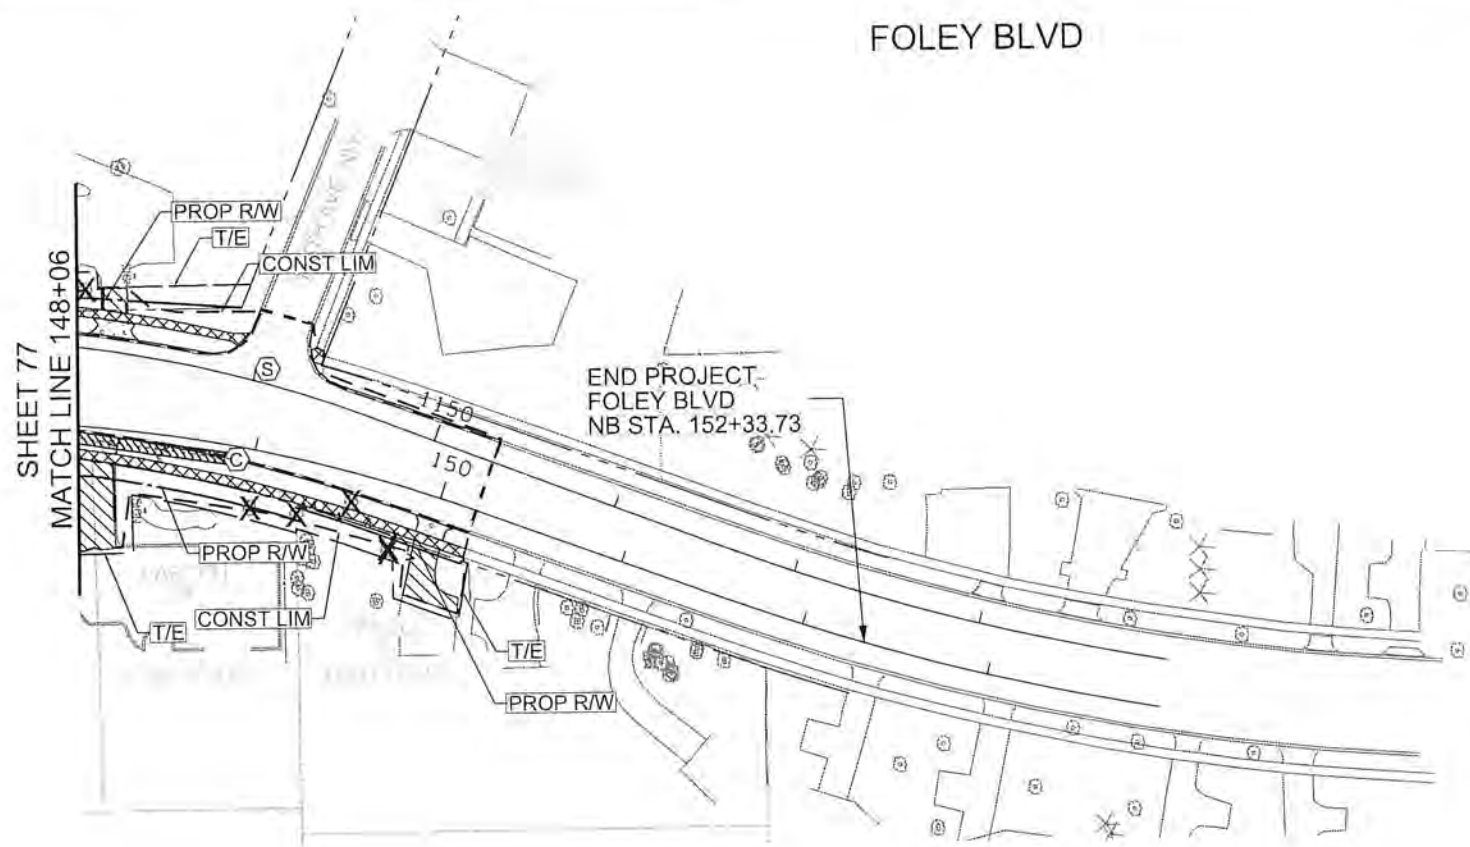 FOLEY BLVD
PROP R/W
T/E
CONST LIM
SHEET 77
MATCH LINE 148+06
S
END PROJECT
FOLEY BLVD
NB STA. 152+33.73
1150
150
C
PROP R/W
CONST LIM
T/E
T/E
PROP R/W